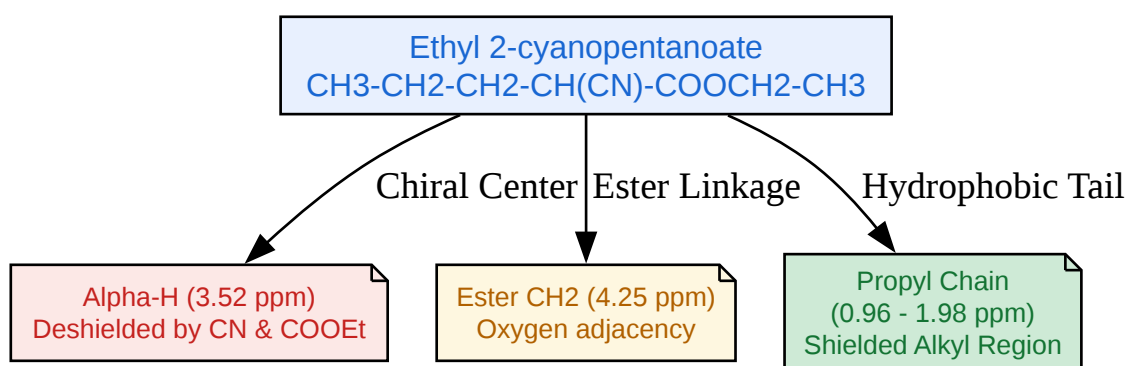 Ethyl 2-cyanopentanoate
CH3-CH2-CH2-CH(CN)-COOCH2-CH3
Chiral Center
Ester Linkage
Hydrophobic Tail
Alpha-H (3.52 ppm)
Deshielded by CN & COOEt
Ester CH2 (4.25 ppm)
Oxygen adjacency
Propyl Chain
(0.96 - 1.98 ppm)
Shielded Alkyl Region